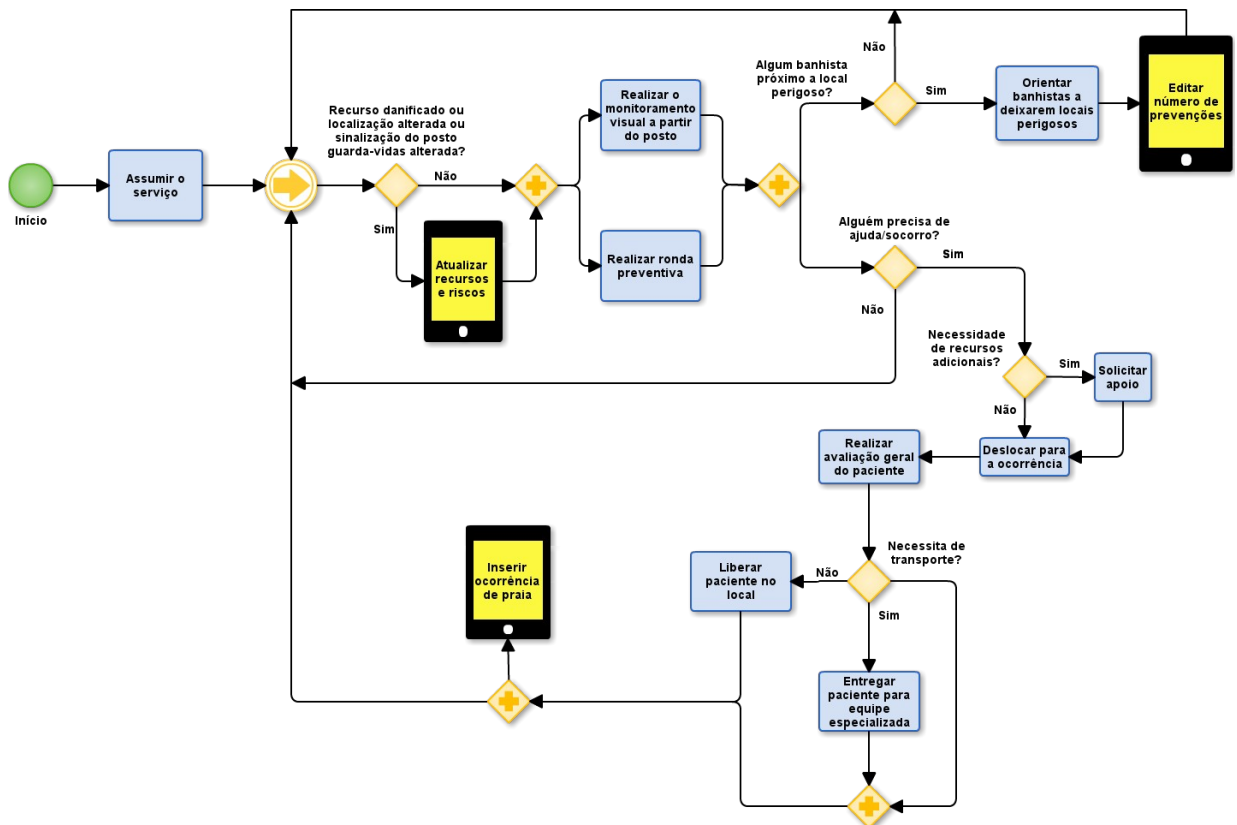 Início
Assumir o
serviço
Recurso danificado ou
localização alterada ou
sinalização do posto
guarda-vidas alterada?
Não
Sim
Atualizar
recursos
e riscos
Realizar o
monitoramento
visual a partir
do posto
Realizar ronda
preventiva
Algum banhista
próximo a local
perigoso?
Não
Sim
Orientar
banhistas a
deixarem locais
perigosos
Editar
número de
prevenções
Alguém precisa de
ajuda/socorro?
Sim
Não
Necessidade
de recursos
adicionais?
Sim
Não
Solicitar
apoio
Deslocar para
a ocorrência
Realizar
avaliação geral
do paciente
Necessita de
transporte?
Não
Sim
Liberar
paciente no
local
Entregar
paciente para
equipe
especializada
Inserir
ocorrência
de praia